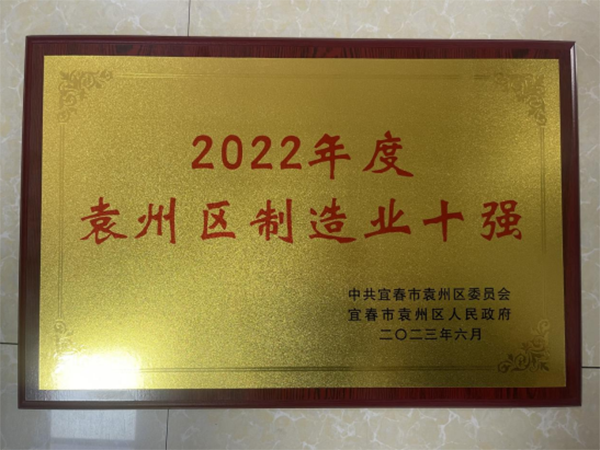 2022年度
袁州区制造业十强
中共宜春市袁州区委员会
宜春市袁州区人民政府
二〇二三年六月